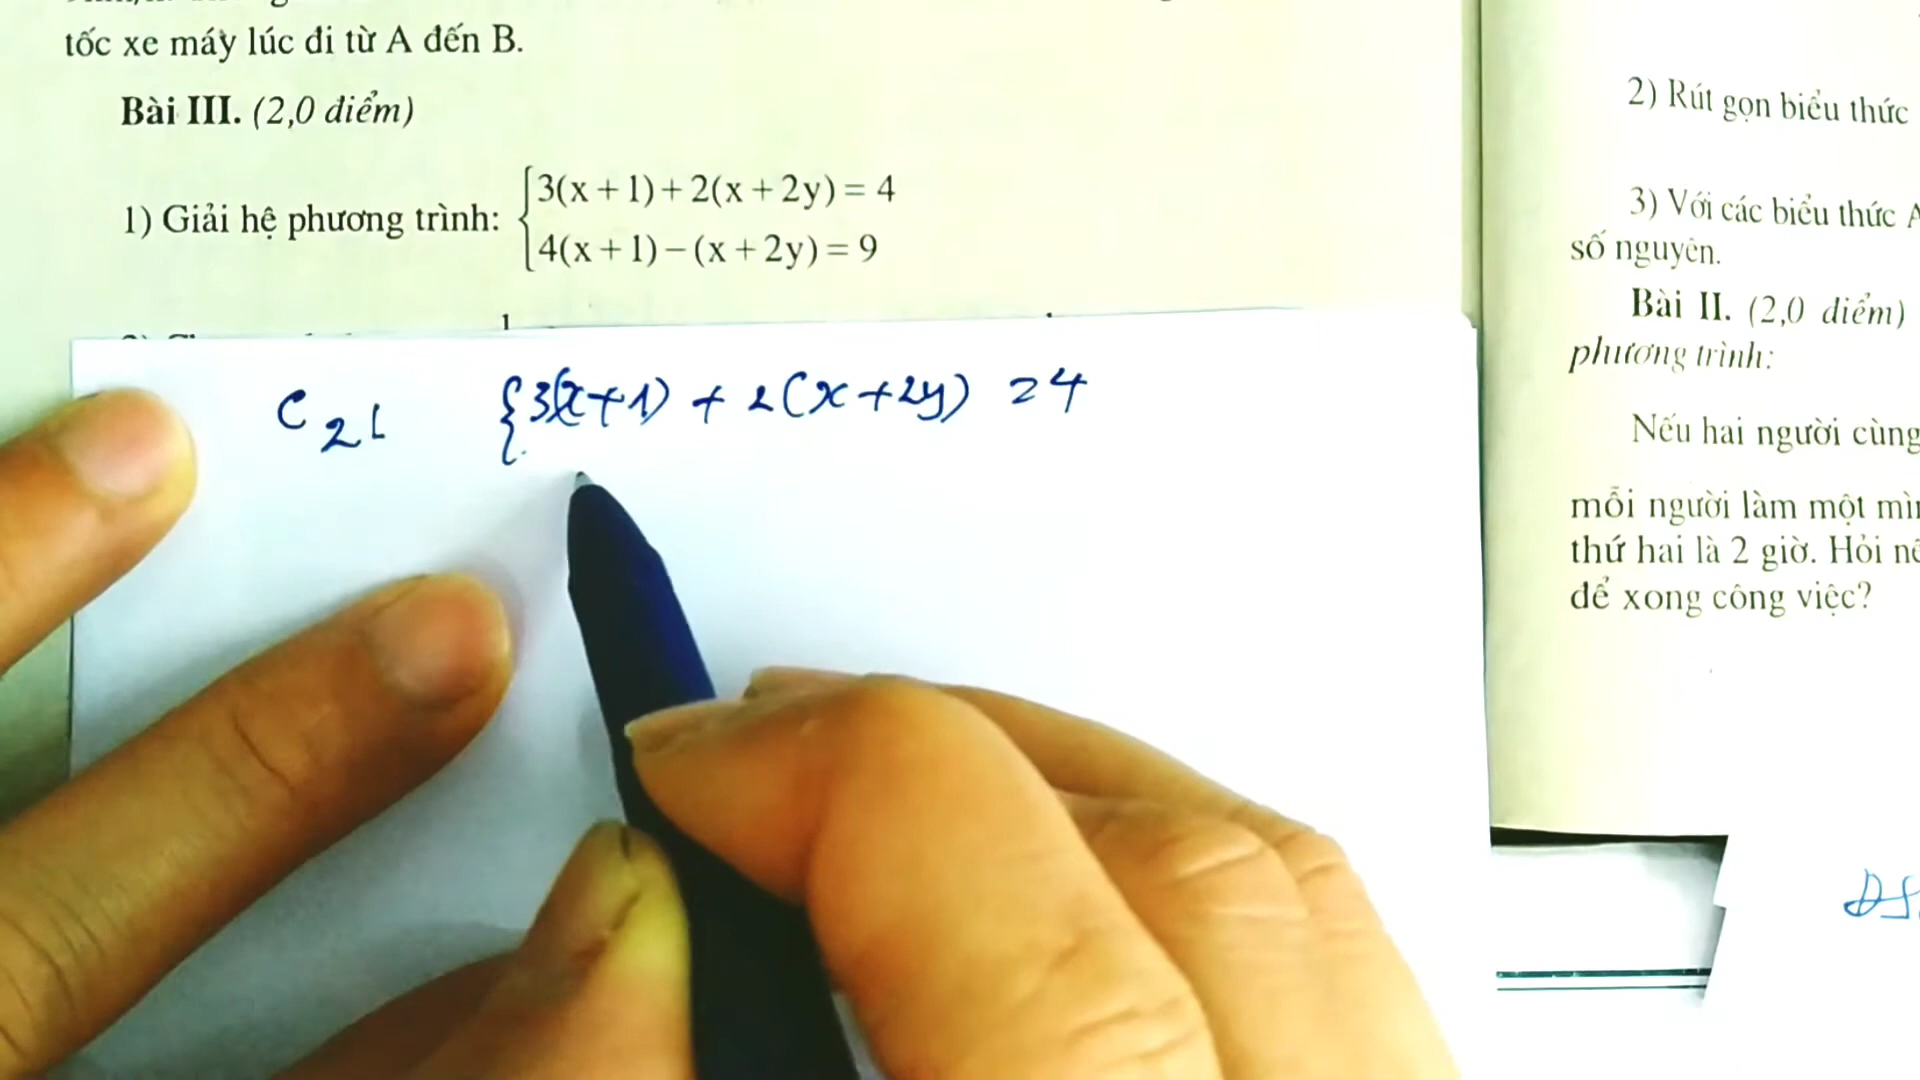 tốc xe máy lúc đi từ A đến B.
Bài III. (2,0 điểm)
1) Giải hệ phương trình:
3(x + 1) + 2(x + 2y) = 4
4(x + 1) − (x + 2y) = 9
C2
{3(x+1) + 2(x+2y) = 4
2) Rút gọn biểu thức
3) Với các biểu thức A
số nguyên.
Bài II. (2,0 điểm)
phương trình:
Nếu hai người cùng
mỗi người làm một
thứ hai là 2 giờ. Hỏi
để xong công việc?